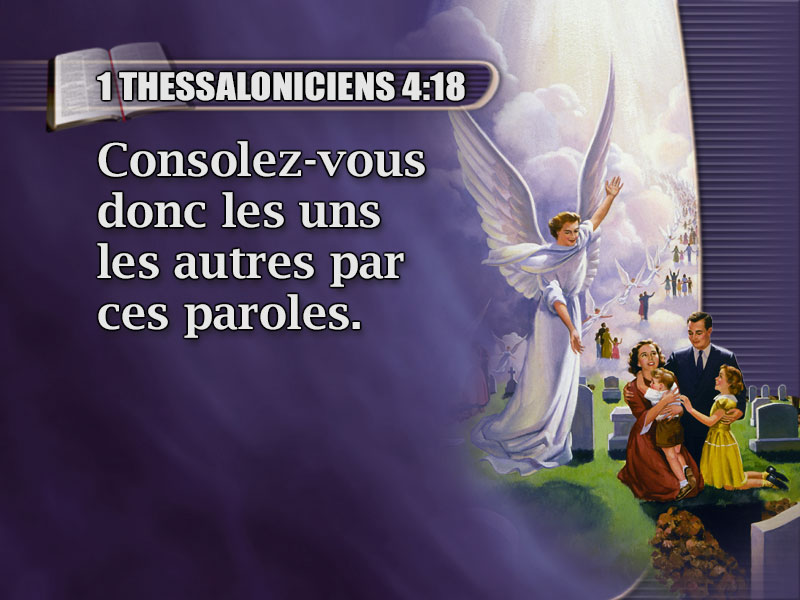 1 THESSALONICIENS 4:18
Consolez-vous
donc les uns
les autres par
ces paroles.